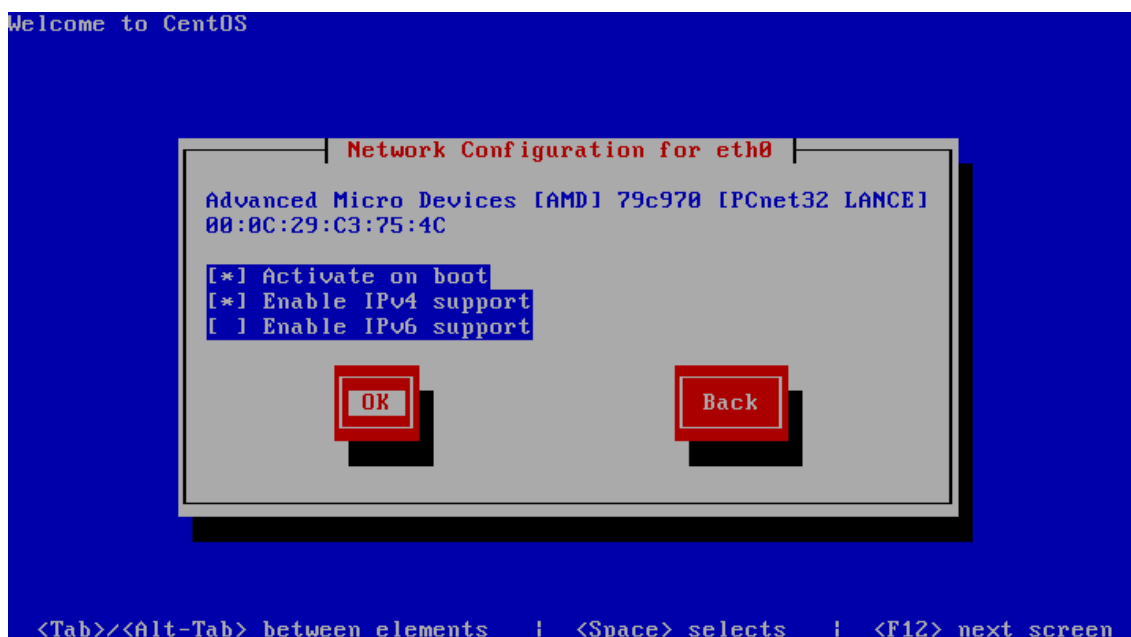 Welcome to CentOS
Network Configuration for eth0
Advanced Micro Devices [AMD] 79c970 [PCnet32 LANCE]
00:0C:29:C3:75:4C
[*] Activate on boot
[*] Enable IPv4 support
[ ] Enable IPv6 support
OK Back
<Tab>/<Alt-Tab> between elements | <Space> selects | <F12> next screen